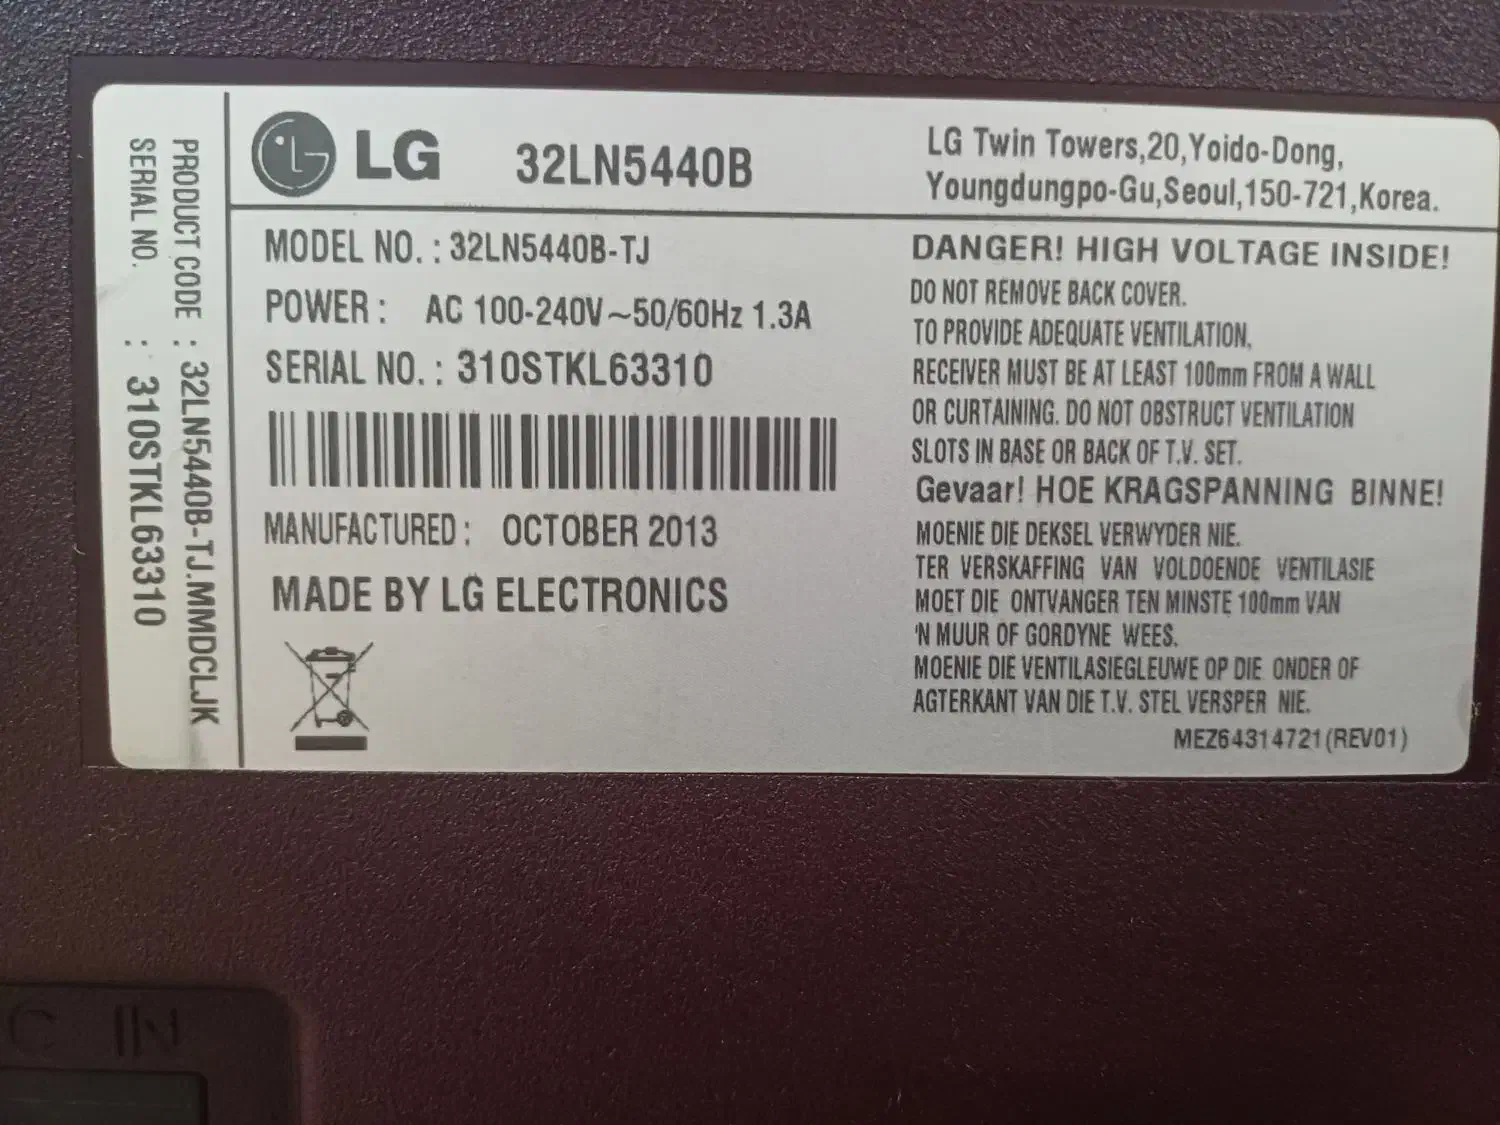 LG 32LN5440B
LG Twin Towers,20,Yoido-Dong,
Youngdungpo-Gu,Seoul,150-721,Korea.
MODEL NO. : 32LN5440B-TJ
POWER : AC 100-240V~50/60Hz 1.3A
SERIAL NO. : 310STKL63310
MANUFACTURED : OCTOBER 2013
MADE BY LG ELECTRONICS
DANGER! HIGH VOLTAGE INSIDE!
DO NOT REMOVE BACK COVER.
TO PROVIDE ADEQUATE VENTILATION,
RECEIVER MUST BE AT LEAST 100mm FROM A WALL
OR CURTAINING. DO NOT OBSTRUCT VENTILATION
SLOTS IN BASE OR BACK OF T.V. SET.
Gevaar! HOE KRAGSPANNING BINNE!
MOENIE DIE DEKSEL VERWYDER NIE.
TER VERSKAFFING VAN VOLDOENDE VENTILASIE
MOET DIE ONTVANGER TEN MINSTE 100mm VAN
'N MUUR OF GORDYNE WEES.
MOENIE DIE VENTILASIEGLEUWE OP DIE ONDER OF
AGTERKANT VAN DIE T.V. STEL VERSPER NIE.
MEZ64314721(REV01)
PRODUCT CODE : 32LN5440B-TJ.MMDCLJK
SERIAL NO. : 310STKL63310
C IN